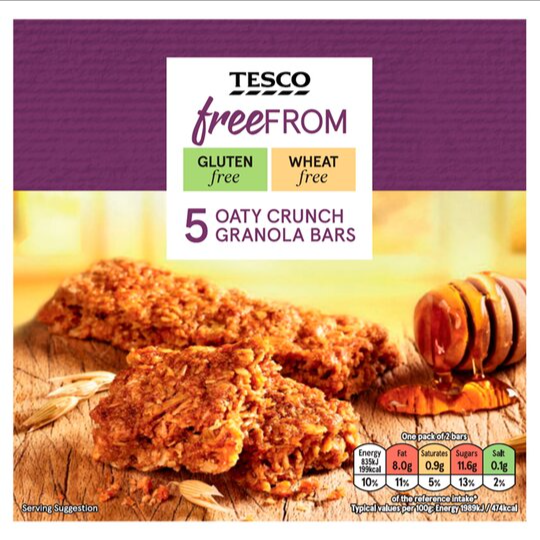 TESCO
freeFROM
GLUTEN
free
WHEAT
free
5 OATY CRUNCH
GRANOLA BARS
One pack of 2 bars
Energy
835kJ
199kcal
10%
Fat
8.0g
11%
Saturates
0.9g
5%
Sugars
11.6g
13%
Salt
0.1g
2%
of the reference intake*
Typical values per 100g: Energy 1989kJ / 474kcal
Serving Suggestion